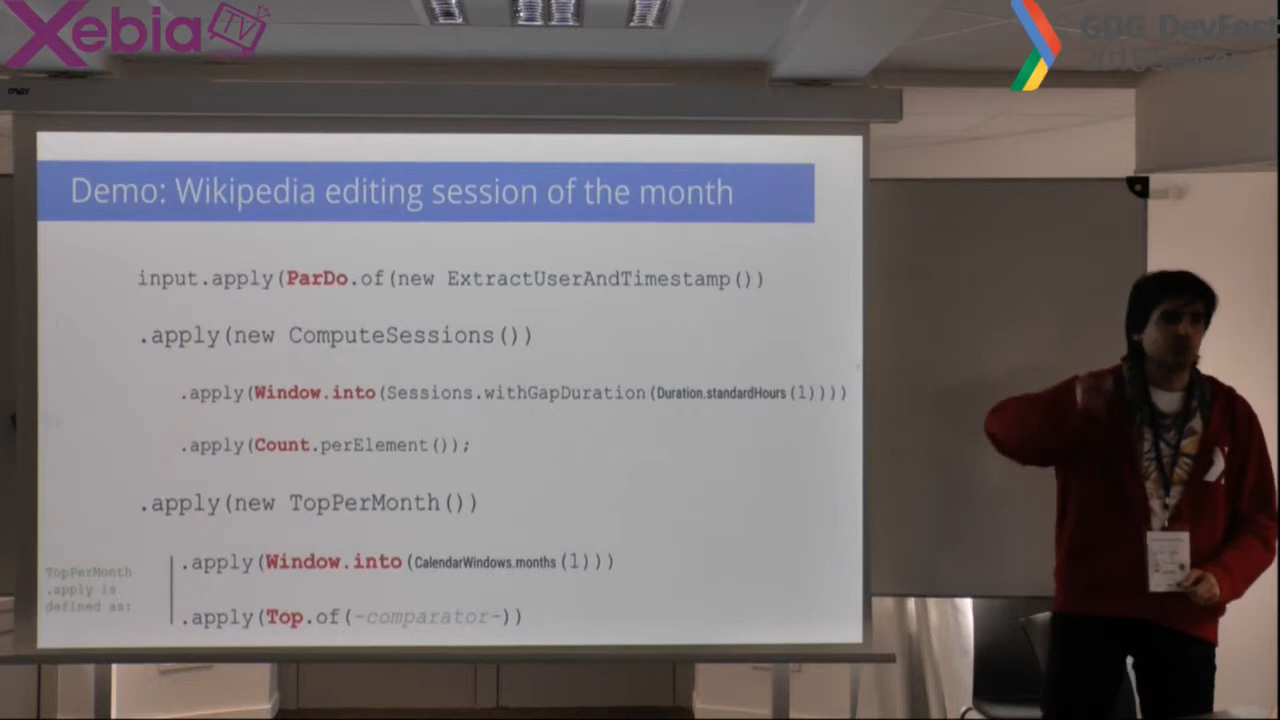 Xebia TV
GDG DevFest
Demo: Wikipedia editing session of the month
input.apply(ParDo.of(new ExtractUserAndTimestamp())
.apply(new ComputeSessions())
.apply(Window.into(Sessions.withGapDuration(Duration.standardHours(1))))
.apply(Count.perElement());
.apply(new TopPerMonth())
TopPerMonth
.apply is
defined as:
.apply(Window.into(CalendarWindows.months(1)))
.apply(Top.of(-comparator-))